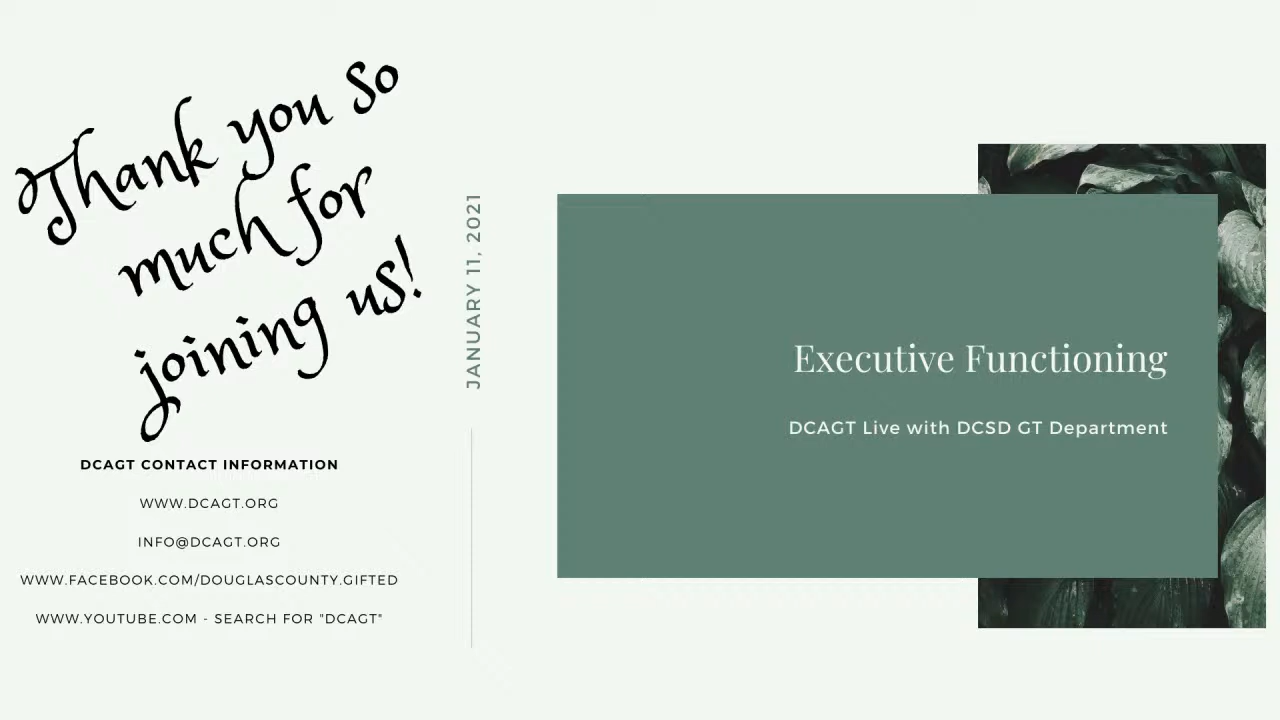 Thank you so
much for
joining us!
DCAGT CONTACT INFORMATION
WWW.DCAGT.ORG
INFO@DCAGT.ORG
WWW.FACEBOOK.COM/DOUGLASCOUNTY.GIFTED
WWW.YOUTUBE.COM - SEARCH FOR "DCAGT"
JANUARY 11, 2021
Executive Functioning
DCAGT Live with DCSD GT Department